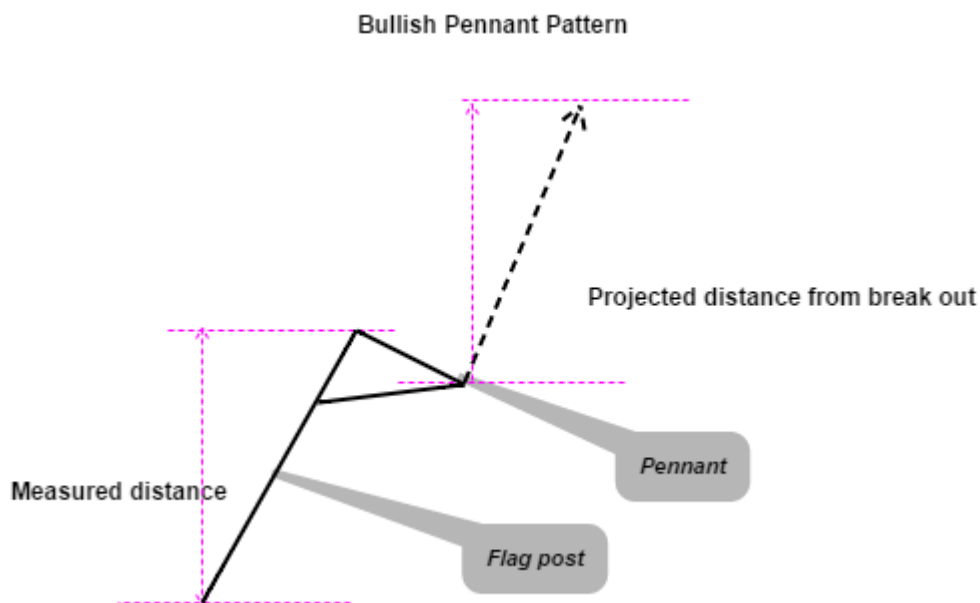 Bullish Pennant Pattern
Projected distance from break out
Pennant
Measured distance
Flag post